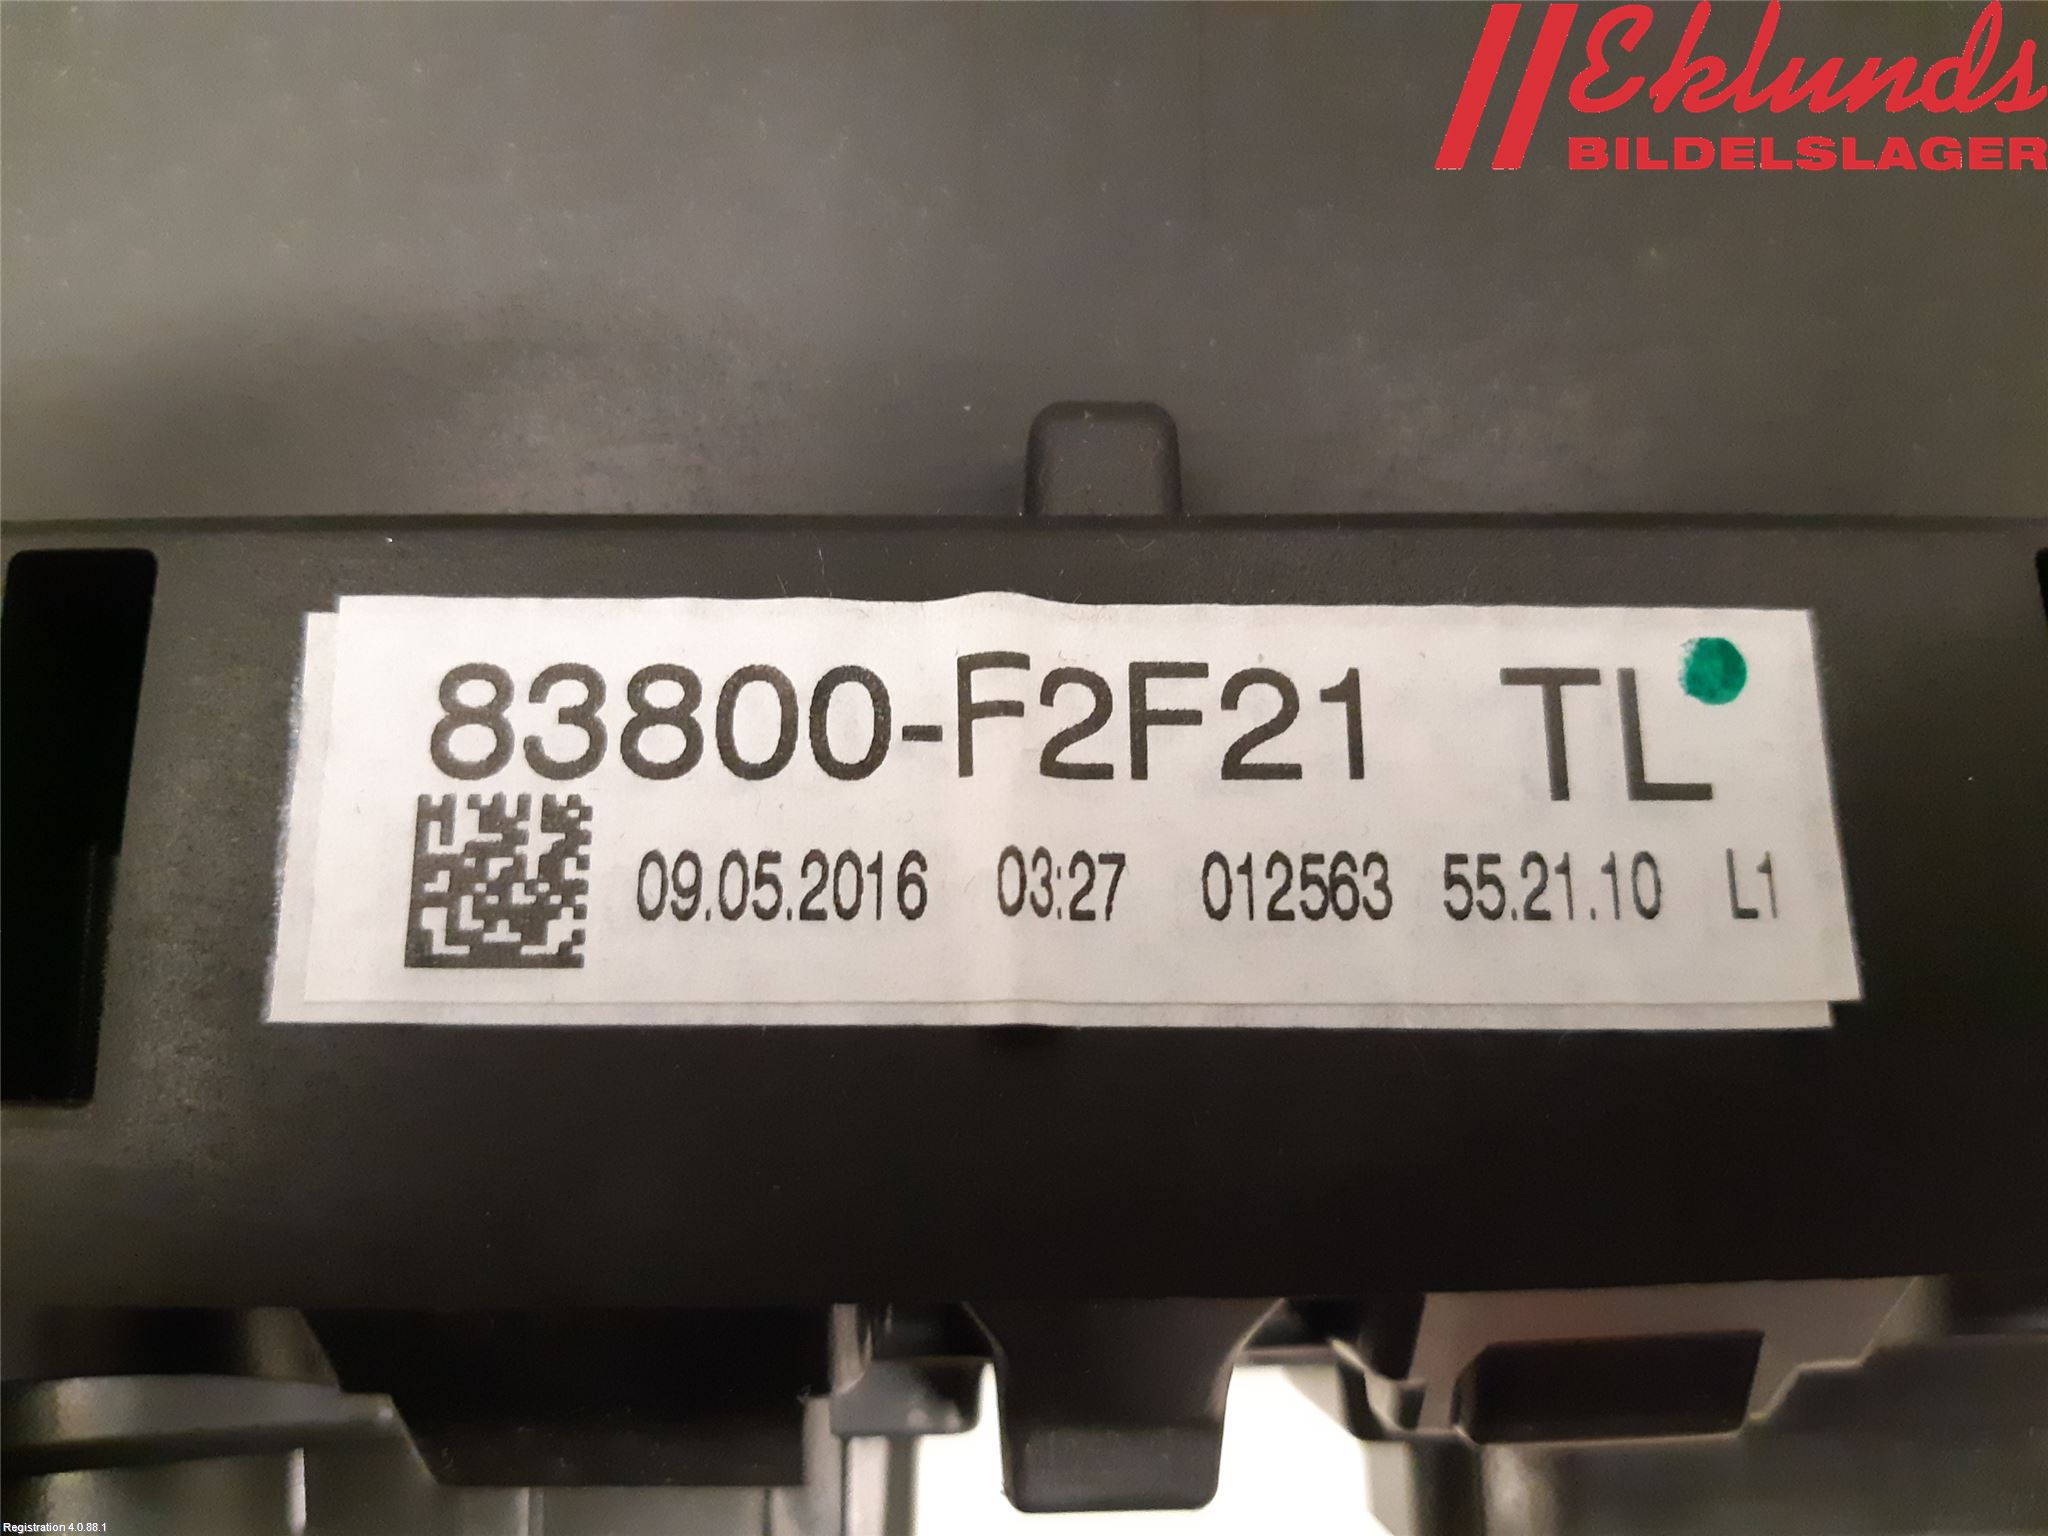 Eklunds
BILDELSLAGER
83800-F2F21 TL
09.05.2016 03:27 012563 55.21.10 L1
Registration 4.0.88.1